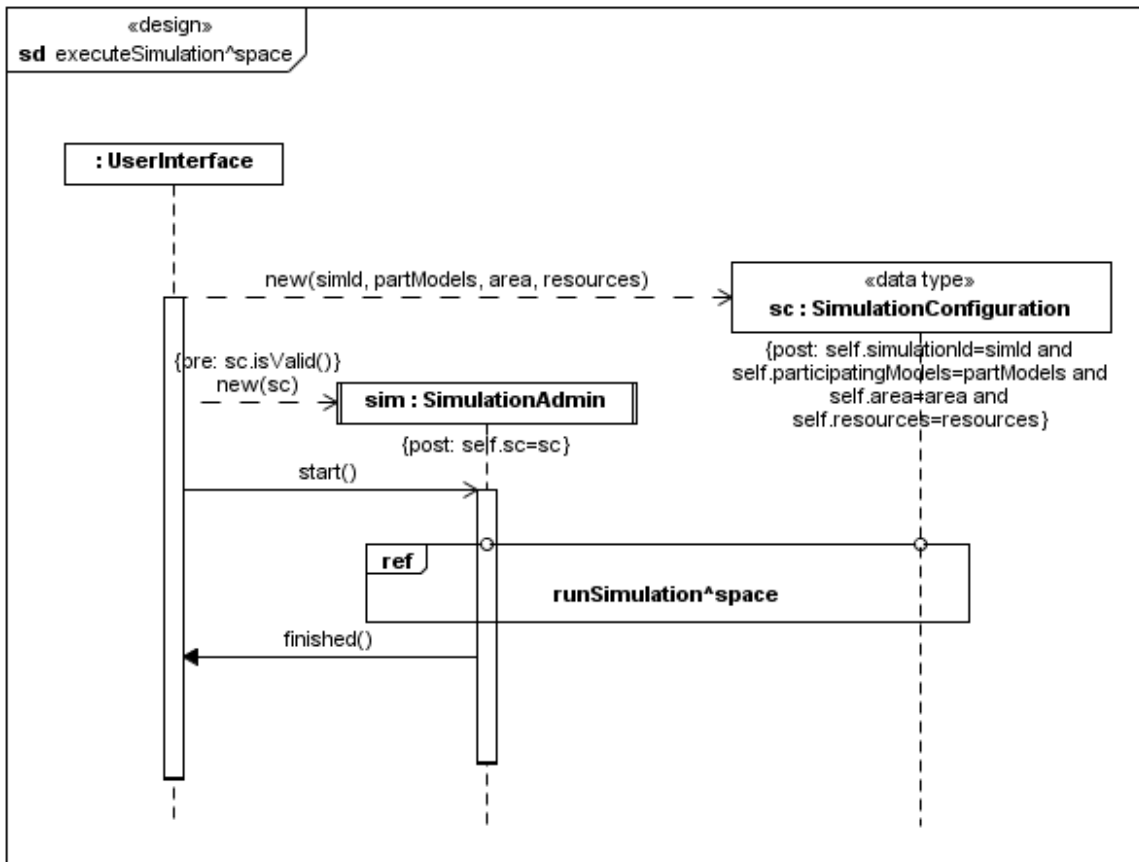 «design»
sd executeSimulation^space
: UserInterface
new(simId, partModels, area, resources)
«data type»
sc : SimulationConfiguration
{post: self.simulationId=simId and
self.participatingModels=partModels and
self.area=area and
self.resources=resources}
{pre: sc.isValid()}
new(sc)
sim : SimulationAdmin
{post: self.sc=sc}
start()
ref
runSimulation^space
finished()